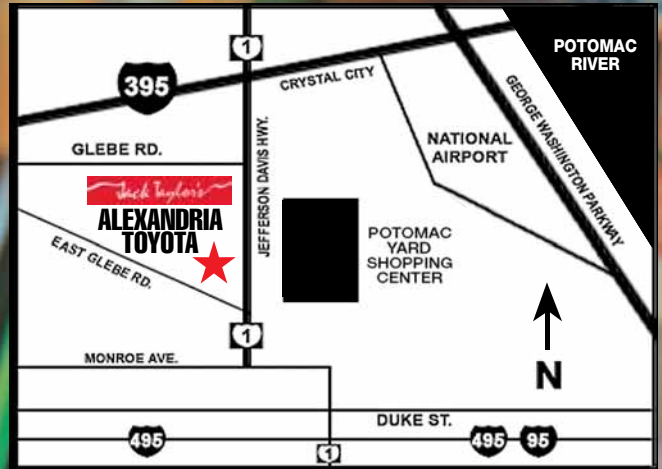 1
POTOMAC
RIVER
395
CRYSTAL CITY
GEORGE WASHINGTON PARKWAY
GLEBE RD.
NATIONAL
AIRPORT
JEFFERSON DAVIS HWY.
Jack Taylor's
ALEXANDRIA
TOYOTA
EAST GLEBE RD.
POTOMAC
YARD
SHOPPING
CENTER
1
MONROE AVE.
N
DUKE ST.
495
1
495
95